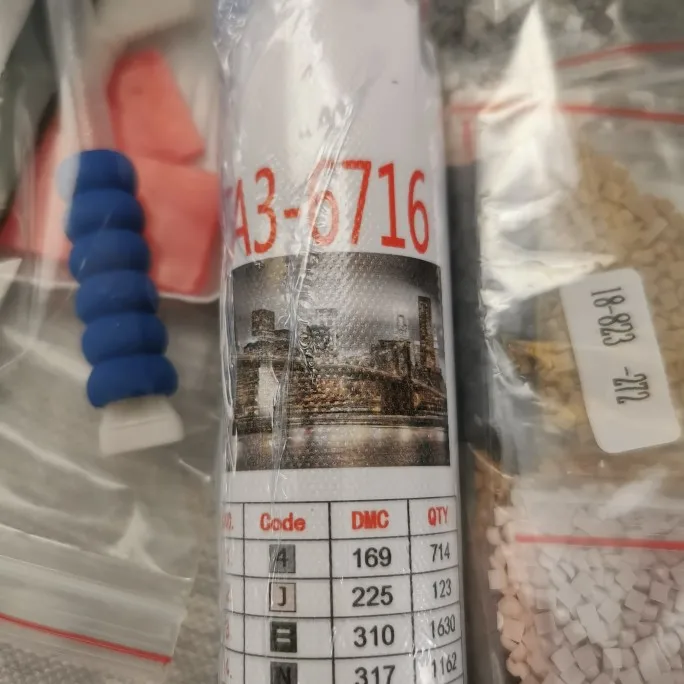 A3-6716
Code DMC QTY
4 169 714
J 225 123
= 310 1630
N 317 1162
18-823 -272